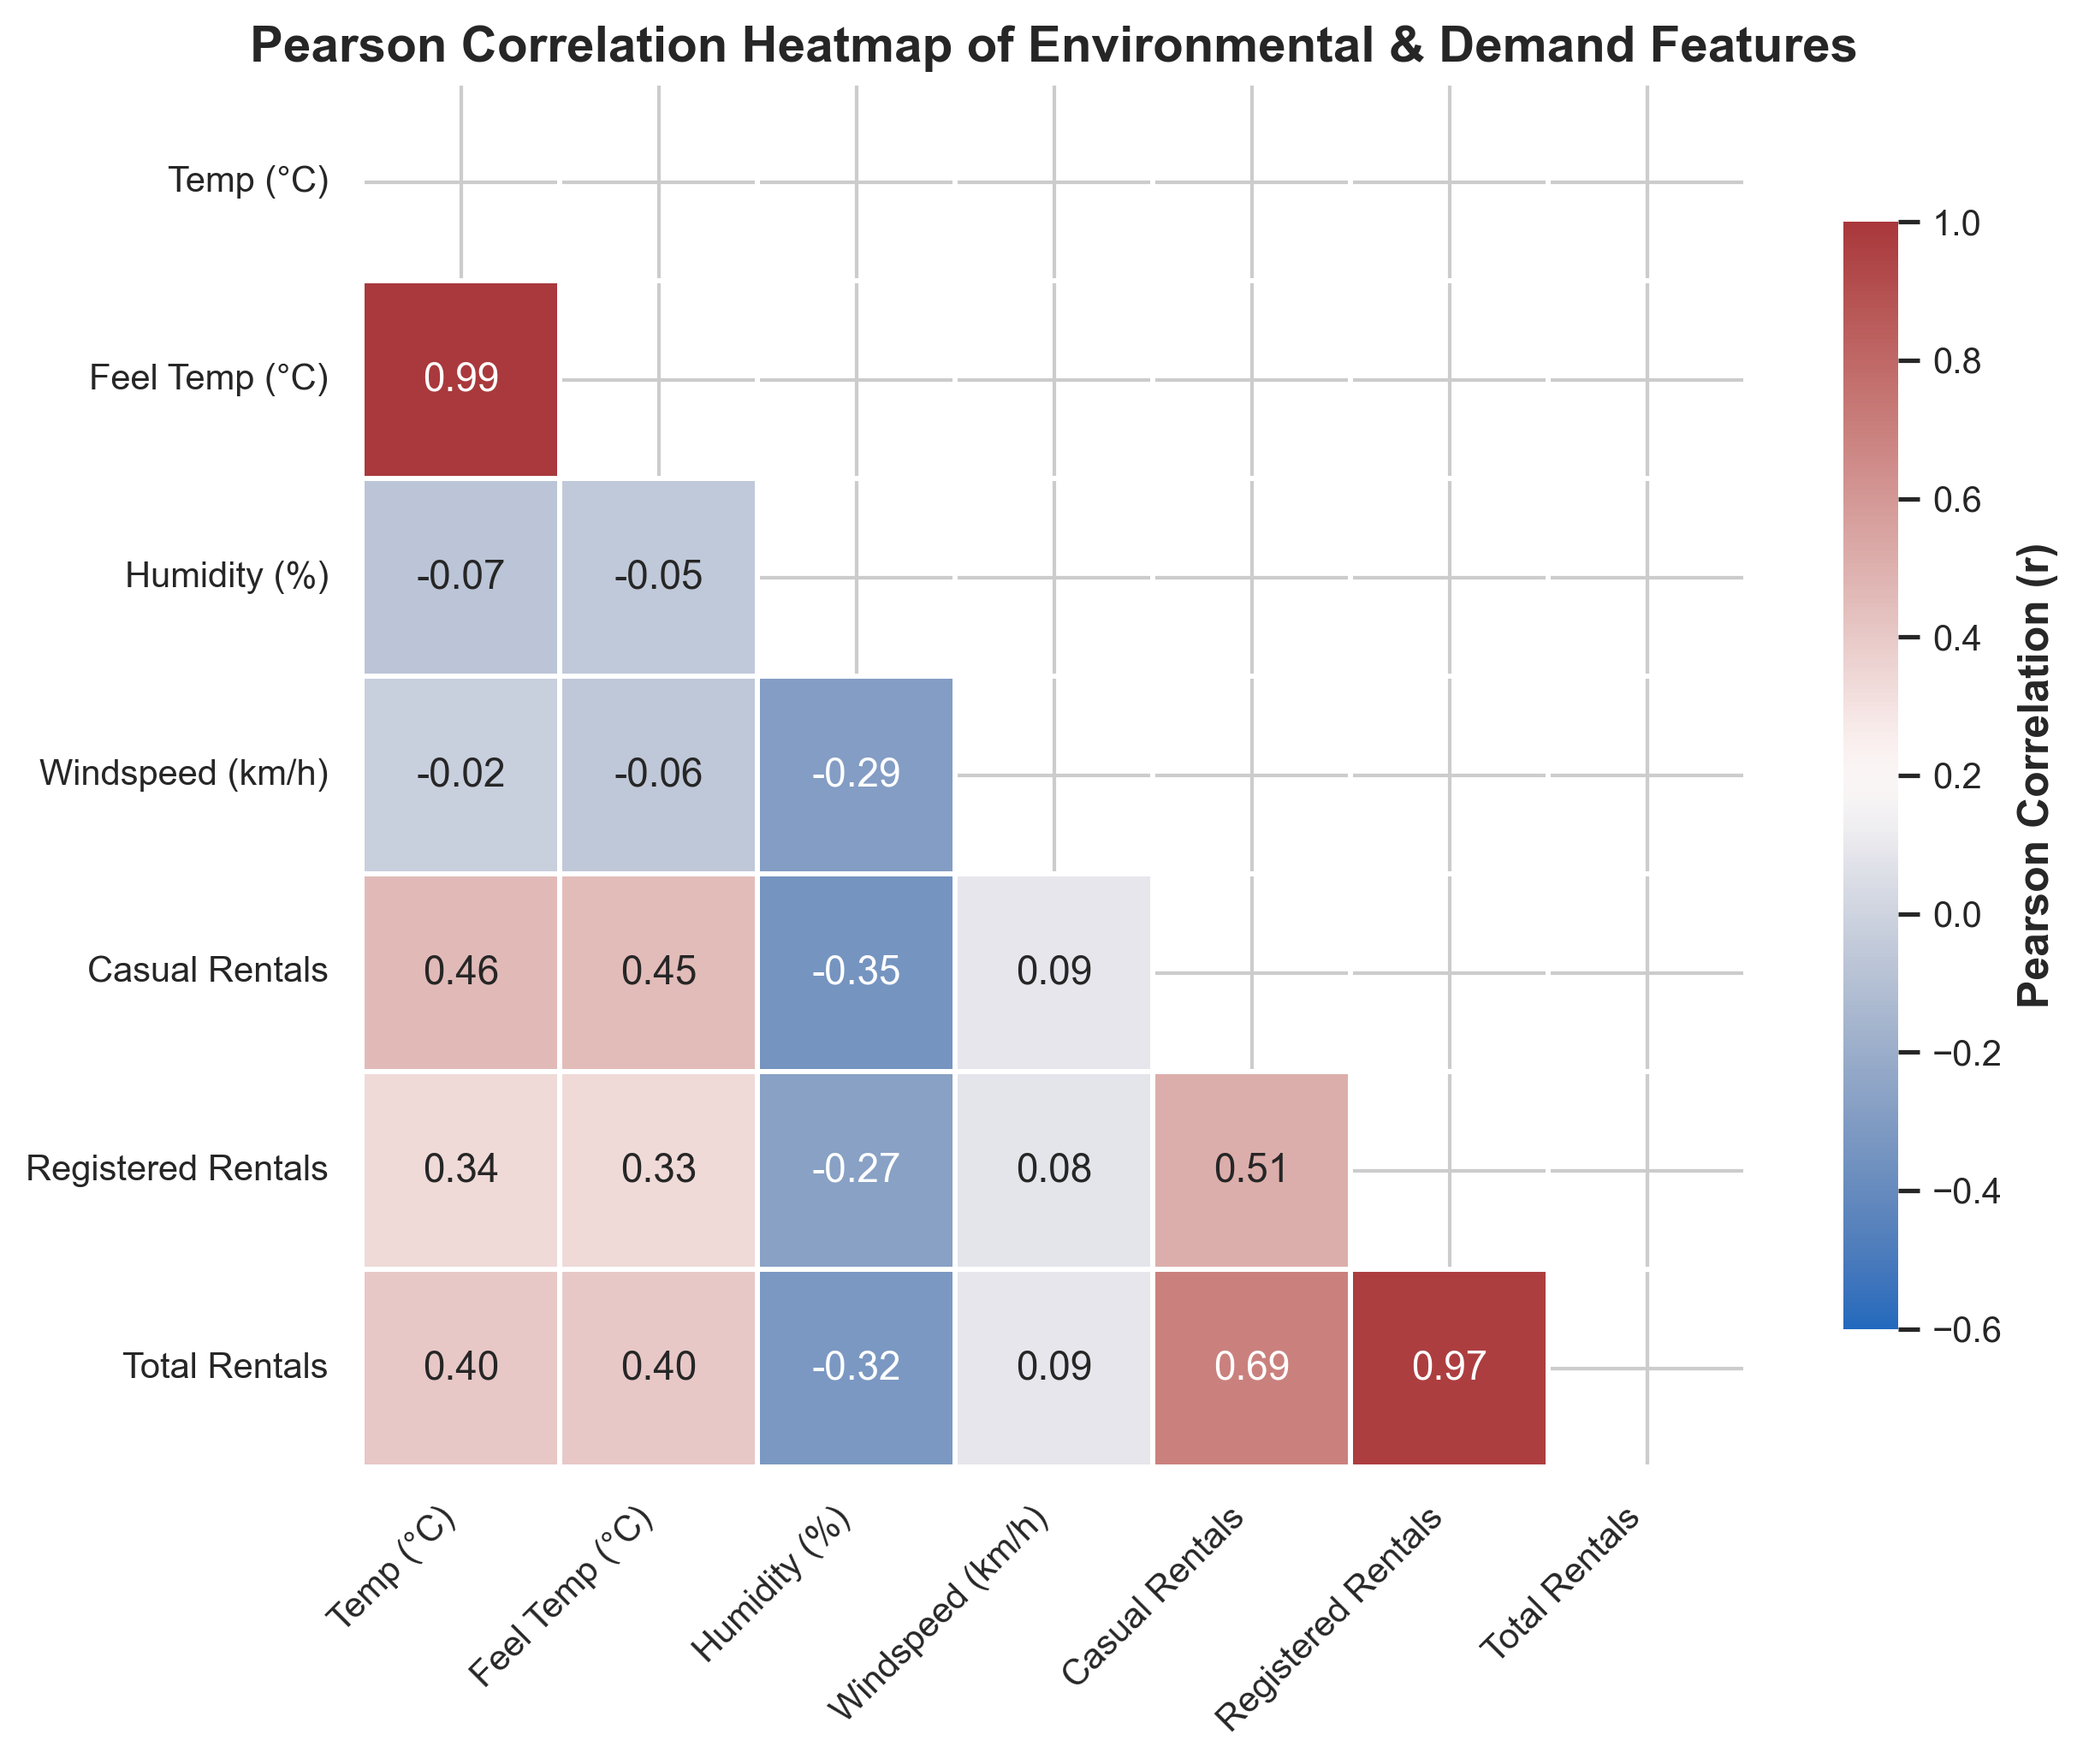 Pearson Correlation Heatmap of Environmental & Demand Features
Temp (°C)
Feel Temp (°C)
0.99
Humidity (%)
-0.07 -0.05
Windspeed (km/h)
-0.02 -0.06 -0.29
Casual Rentals
0.46 0.45 -0.35 0.09
Registered Rentals
0.34 0.33 -0.27 0.08 0.51
Total Rentals
0.40 0.40 -0.32 0.09 0.69 0.97
Temp (°C)
Feel Temp (°C)
Humidity (%)
Windspeed (km/h)
Casual Rentals
Registered Rentals
Total Rentals
1.0
0.8
0.6
0.4
0.2
0.0
−0.2
−0.4
−0.6
Pearson Correlation (r)